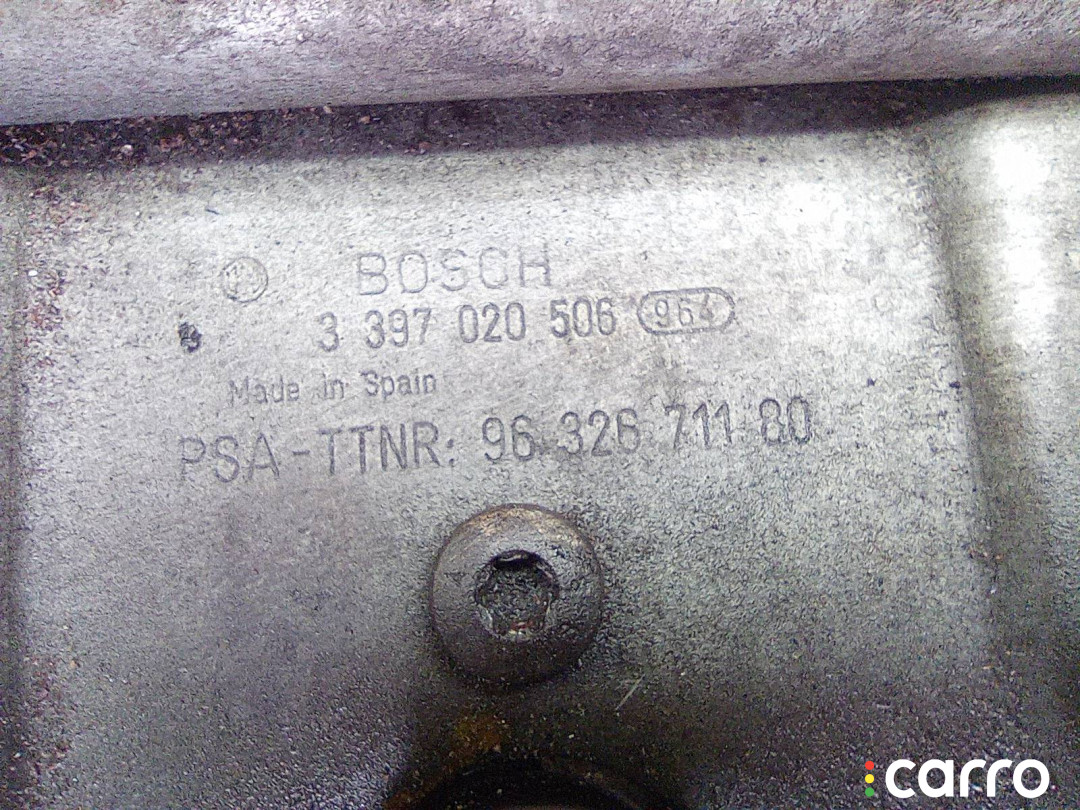 BOSCH
3 397 020 506 964
Made in Spain
PSA-TTNR: 96 326 711 80
carro